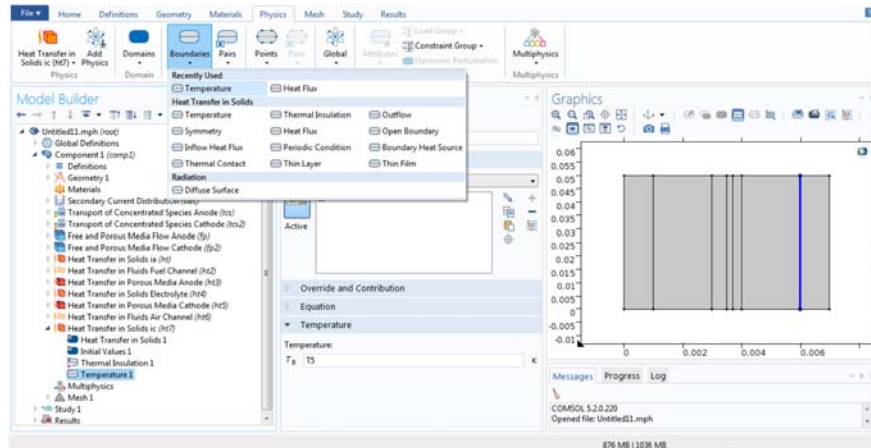 File Home Definitions Geometry Materials Physics Mesh Study Results
Heat Transfer in Solids ic (ht7) Add Physics Domains Boundaries Pairs Points Pairs Global Attributes Load Group Constraint Group Harmonic Perturbation Multiphysics
Physics Domain Multiphysics
Recently Used
Temperature Heat Flux
Heat Transfer in Solids
Temperature Thermal Insulation Outflow
Symmetry Heat Flux Open Boundary
Inflow Heat Flux Periodic Condition Boundary Heat Source
Thermal Contact Thin Layer Thin Film
Radiation
Diffuse Surface
Model Builder
Untitled11.mph (root)
Global Definitions
Component 1 (comp1)
Definitions
Geometry 1
Materials
Secondary Current Distribution
Transport of Concentrated Species Anode (tcs)
Transport of Concentrated Species Cathode (tcs2)
Free and Porous Media Flow Anode (fp)
Free and Porous Media Flow Cathode (fp2)
Heat Transfer in Solids ia (ht)
Heat Transfer in Fluids Fuel Channel (ht2)
Heat Transfer in Porous Media Anode (ht3)
Heat Transfer in Solids Electrolyte (ht4)
Heat Transfer in Porous Media Cathode (ht5)
Heat Transfer in Fluids Air Channel (ht6)
Heat Transfer in Solids ic (ht7)
Heat Transfer in Solids 1
Initial Values 1
Thermal Insulation 1
Temperature 1
Multiphysics
Mesh 1
Study 1
Results
Active
Override and Contribution
Equation
Temperature
Temperature:
T0 T5 K
Graphics
0.06
0.055
0.05
0.045
0.04
0.035
0.03
0.025
0.02
0.015
0.01
0.005
0
-0.005
-0.01
0 0.002 0.004 0.006
Messages Progress Log
COMSOL 5.2.0.220
Opened file: Untitled11.mph
876 MB | 1036 MB